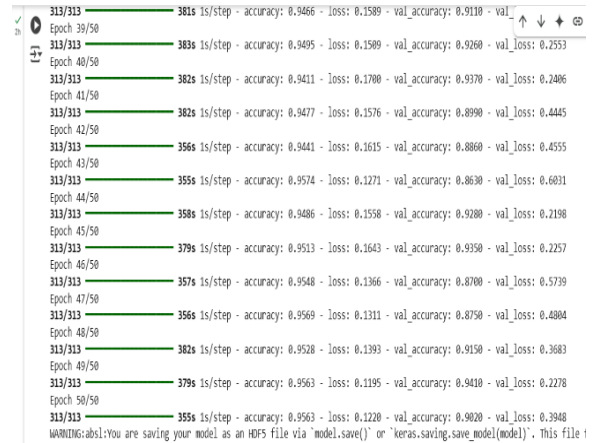 313/313 381s 1s/step - accuracy: 0.9466 - loss: 0.1589 - val_accuracy: 0.9110 - val_
2h
Epoch 39/50
313/313 383s 1s/step - accuracy: 0.9495 - loss: 0.1509 - val_accuracy: 0.9260 - val_loss: 0.2553
Epoch 40/50
313/313 382s 1s/step - accuracy: 0.9411 - loss: 0.1700 - val_accuracy: 0.9370 - val_loss: 0.2406
Epoch 41/50
313/313 382s 1s/step - accuracy: 0.9477 - loss: 0.1576 - val_accuracy: 0.8990 - val_loss: 0.4445
Epoch 42/50
313/313 356s 1s/step - accuracy: 0.9441 - loss: 0.1615 - val_accuracy: 0.8860 - val_loss: 0.4555
Epoch 43/50
313/313 355s 1s/step - accuracy: 0.9574 - loss: 0.1271 - val_accuracy: 0.8630 - val_loss: 0.6031
Epoch 44/50
313/313 358s 1s/step - accuracy: 0.9486 - loss: 0.1558 - val_accuracy: 0.9280 - val_loss: 0.2198
Epoch 45/50
313/313 379s 1s/step - accuracy: 0.9513 - loss: 0.1643 - val_accuracy: 0.9350 - val_loss: 0.2257
Epoch 46/50
313/313 357s 1s/step - accuracy: 0.9548 - loss: 0.1366 - val_accuracy: 0.8700 - val_loss: 0.5739
Epoch 47/50
313/313 356s 1s/step - accuracy: 0.9569 - loss: 0.1311 - val_accuracy: 0.8750 - val_loss: 0.4804
Epoch 48/50
313/313 382s 1s/step - accuracy: 0.9528 - loss: 0.1393 - val_accuracy: 0.9150 - val_loss: 0.3683
Epoch 49/50
313/313 379s 1s/step - accuracy: 0.9563 - loss: 0.1195 - val_accuracy: 0.9410 - val_loss: 0.2278
Epoch 50/50
313/313 355s 1s/step - accuracy: 0.9563 - loss: 0.1220 - val_accuracy: 0.9020 - val_loss: 0.3948
WARNING:absl:You are saving your model as an HDF5 file via `model.save()` or `keras.saving.save_model(model)`. This file